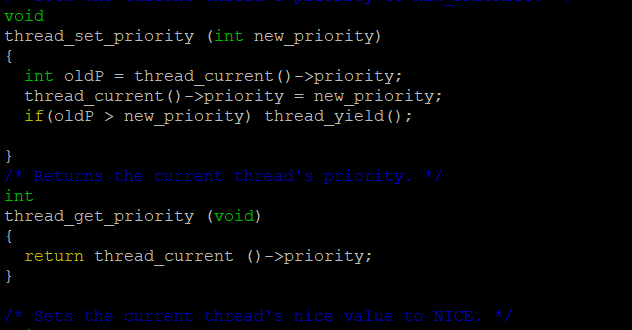 void
thread_set_priority (int new_priority)
{
  int oldP = thread_current()->priority;
  thread_current()->priority = new_priority;
  if(oldP > new_priority) thread_yield();

}
/* Returns the current thread's priority. */
int
thread_get_priority (void)
{
  return thread_current ()->priority;
}

/* Sets the current thread's nice value to NICE. */